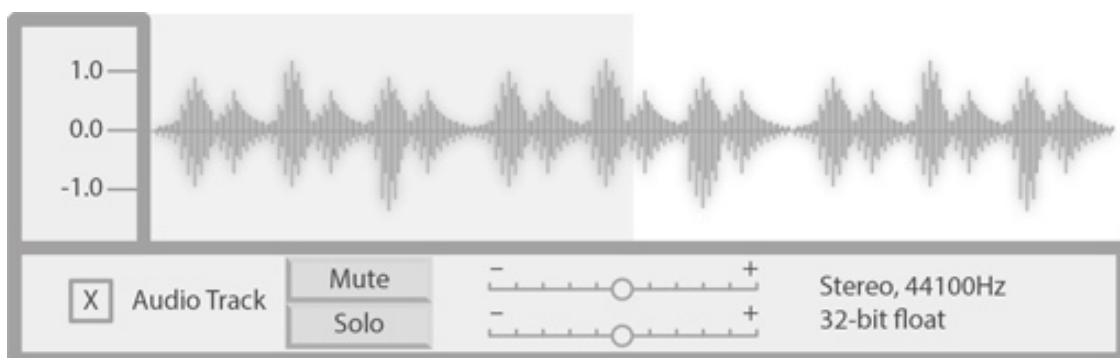 1.0
0.0
-1.0
X
Audio Track
Mute
Solo
- +
- +
Stereo, 44100Hz
32-bit float